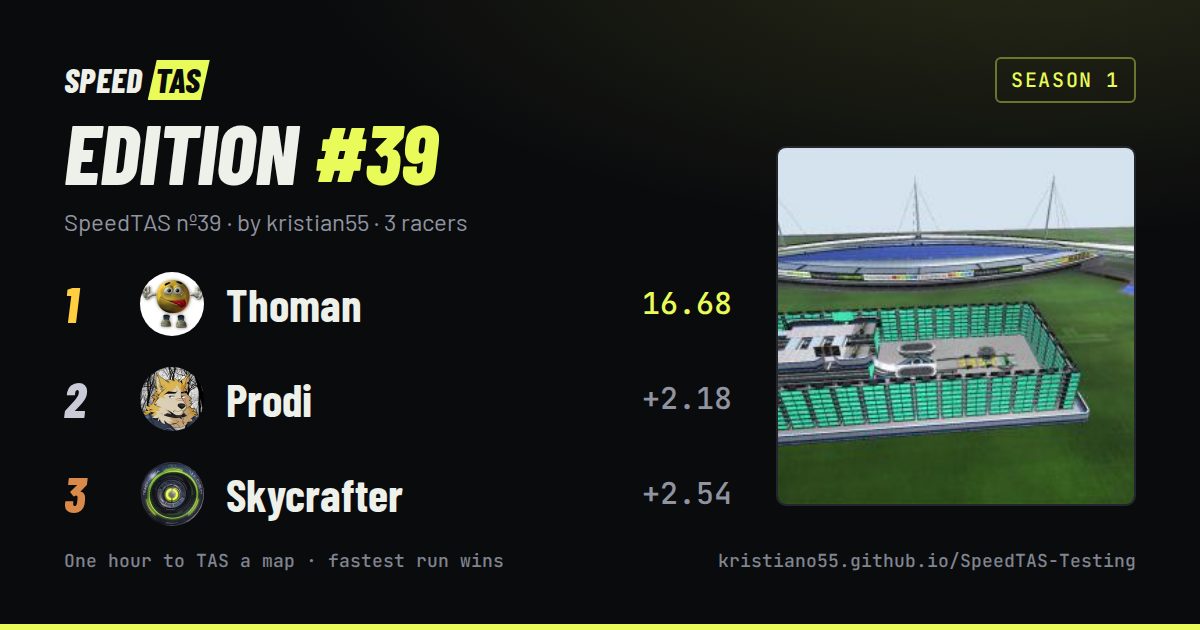 SPEED TAS
SEASON 1
EDITION #39
SpeedTAS nº39 · by kristian55 · 3 racers
1 Thoman 16.68
2 Prodi +2.18
3 Skycrafter +2.54
One hour to TAS a map · fastest run wins
kristiano55.github.io/SpeedTAS-Testing